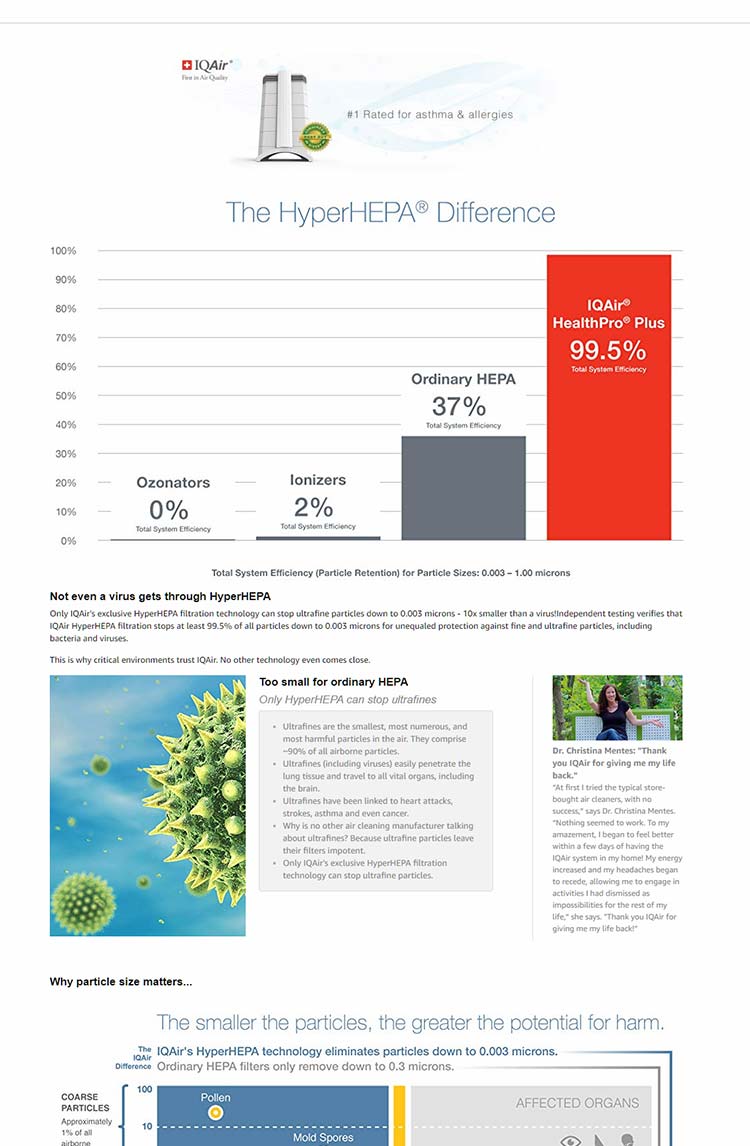 IQAir®
First in Air Quality
#1 Rated for asthma & allergies
The HyperHEPA® Difference
100%
90%
80%
70%
60%
50%
40%
30%
20%
10%
0%
Ozonators
0%
Total System Efficiency
Ionizers
2%
Total System Efficiency
Ordinary HEPA
37%
Total System Efficiency
IQAir®
HealthPro® Plus
99.5%
Total System Efficiency
Total System Efficiency (Particle Retention) for Particle Sizes: 0.003 – 1.00 microns
Not even a virus gets through HyperHEPA
Only IQAir's exclusive HyperHEPA filtration technology can stop ultrafine particles down to 0.003 microns - 10x smaller than a virus!Independent testing verifies that
IQAir HyperHEPA filtration stops at least 99.5% of all particles down to 0.003 microns for unequaled protection against fine and ultrafine particles, including
bacteria and viruses.
This is why critical environments trust IQAir. No other technology even comes close.
Too small for ordinary HEPA
Only HyperHEPA can stop ultrafines
• Ultrafines are the smallest, most numerous, and
most harmful particles in the air. They comprise
~90% of all airborne particles.
• Ultrafines (including viruses) easily penetrate the
lung tissue and travel to all vital organs, including
the brain.
• Ultrafines have been linked to heart attacks,
strokes, asthma and even cancer.
• Why is no other air cleaning manufacturer talking
about ultrafines? Because ultrafine particles leave
their filters impotent.
• Only IQAir's exclusive HyperHEPA filtration
technology can stop ultrafine particles.
Dr. Christina Mentes: "Thank
you IQAir for giving me my life
back."
"At first I tried the typical store-
bought air cleaners, with no
success," says Dr. Christina Mentes.
"Nothing seemed to work. To my
amazement, I began to feel better
within a few days of having the
IQAir system in my home! My energy
increased and my headaches began
to recede, allowing me to engage in
activities I had dismissed as
impossibilities for the rest of my
life," she says. "Thank you IQAir for
giving me my life back!"
Why particle size matters...
The smaller the particles, the greater the potential for harm.
The
IQAir
Difference
IQAir's HyperHEPA technology eliminates particles down to 0.003 microns.
Ordinary HEPA filters only remove down to 0.3 microns.
COARSE
PARTICLES
Approximately
1% of all
airborne
100
10
Pollen
Mold Spores
AFFECTED ORGANS